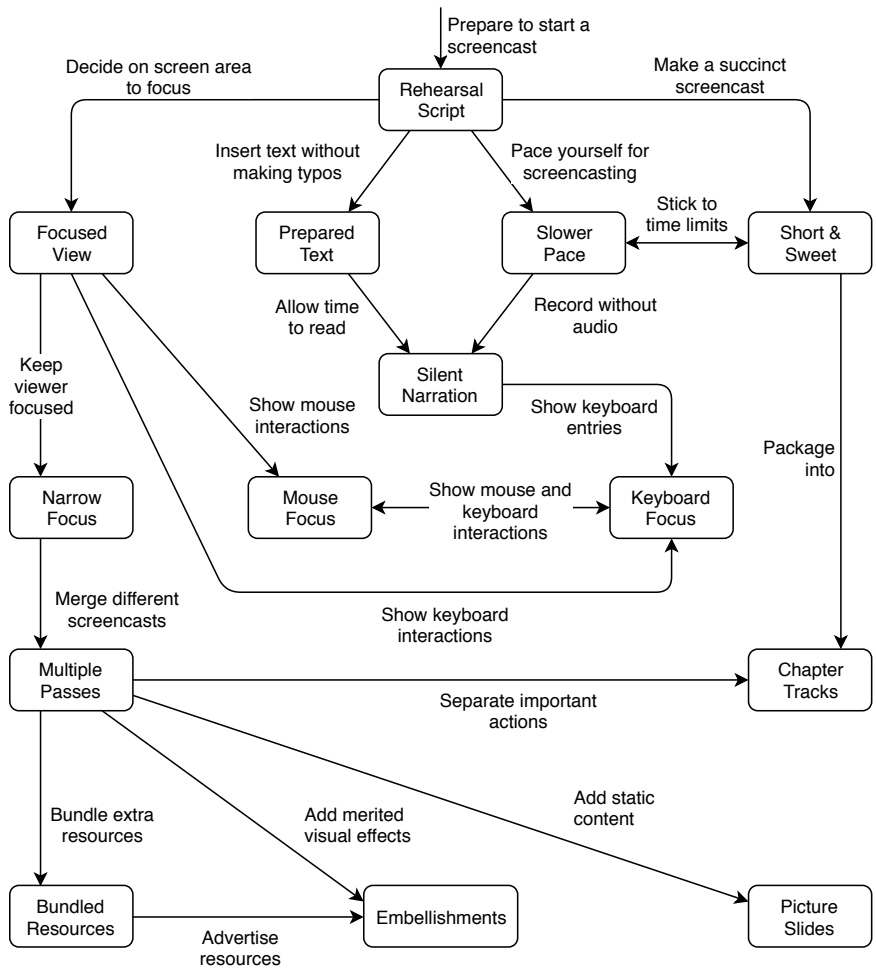 Prepare to start a
screencast
Decide on screen area
to focus
Make a succinct
screencast
Rehearsal
Script
Insert text without
making typos
Pace yourself for
screencasting
Focused
View
Prepared
Text
Slower
Pace
Stick to
time limits
Short &
Sweet
Allow time
to read
Record without
audio
Keep
viewer
focused
Silent
Narration
Show mouse
interactions
Show keyboard
entries
Package
into
Narrow
Focus
Mouse
Focus
Show mouse and
keyboard
interactions
Keyboard
Focus
Merge different
screencasts
Show keyboard
interactions
Multiple
Passes
Separate important
actions
Chapter
Tracks
Bundle extra
resources
Add merited
visual effects
Add static
content
Bundled
Resources
Advertise
resources
Embellishments
Picture
Slides